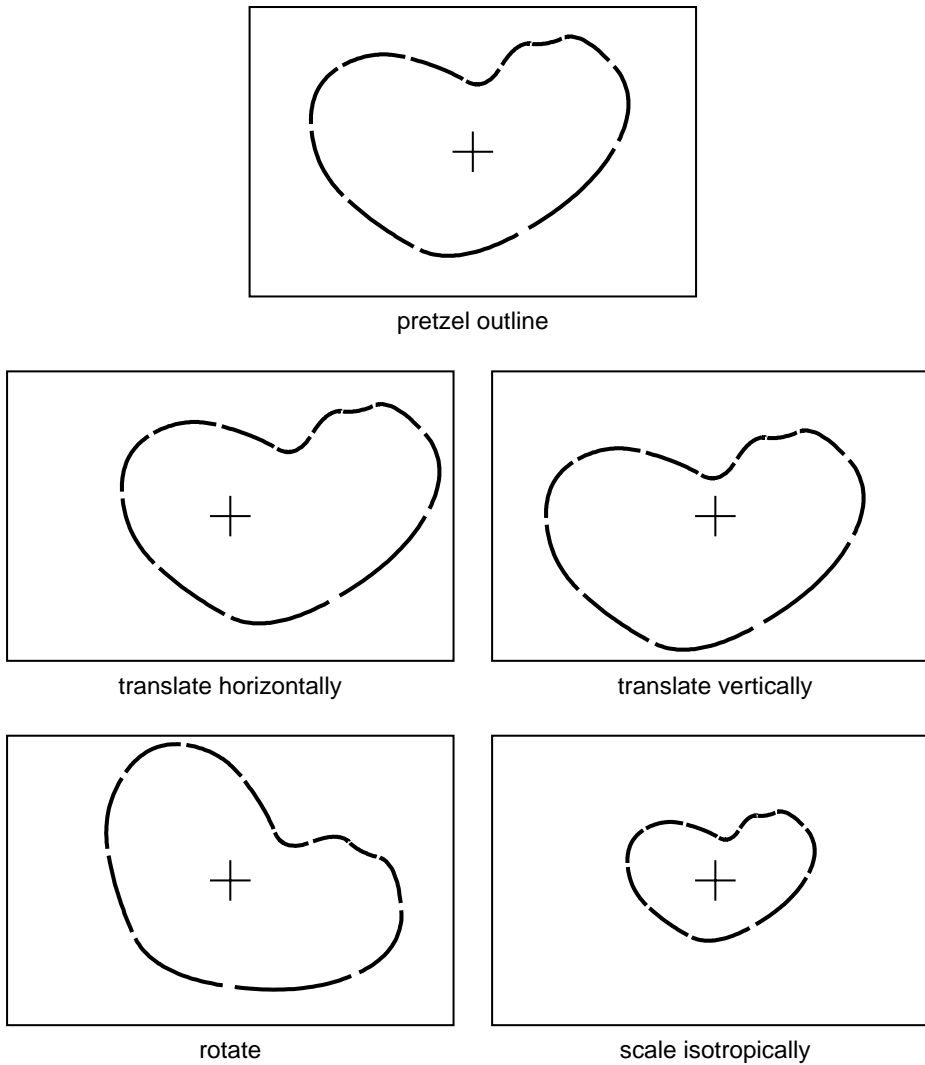 pretzel outline
translate horizontally
translate vertically
rotate
scale isotropically